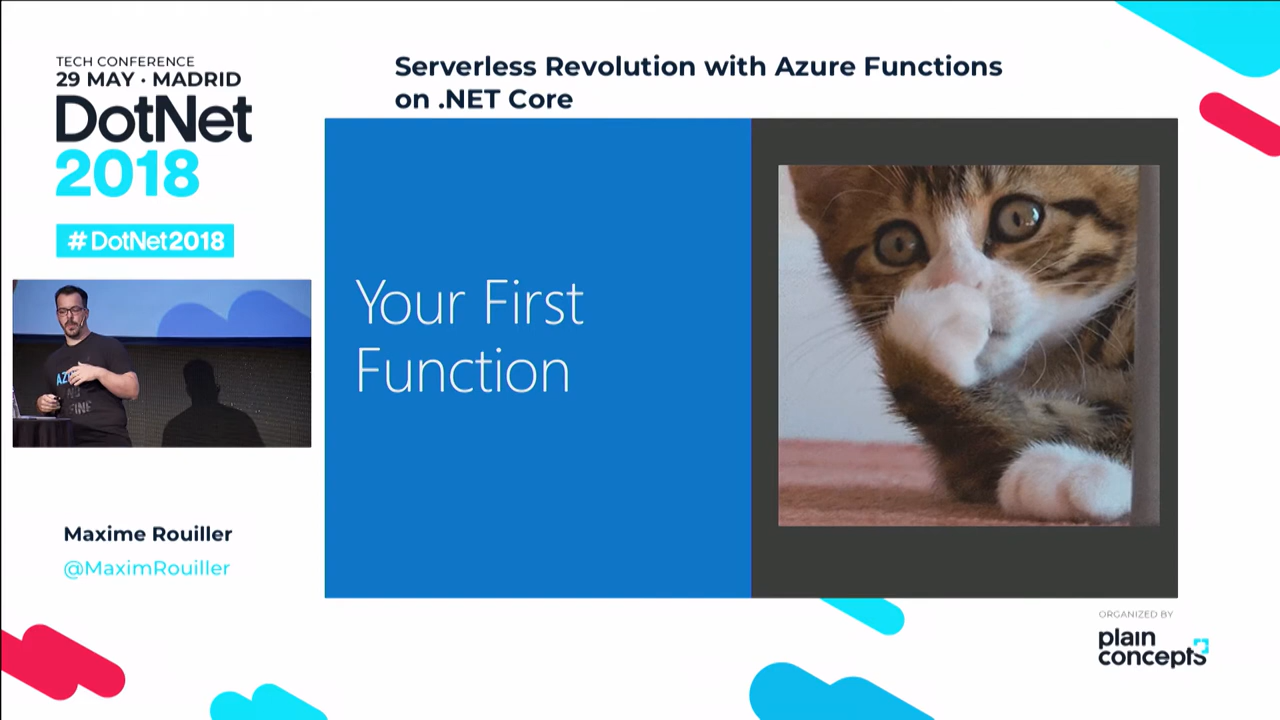 TECH CONFERENCE
29 MAY · MADRID
DotNet
2018
#DotNet2018
Serverless Revolution with Azure Functions
on .NET Core
Your First
Function
Maxime Rouiller
@MaximRouiller
ORGANIZED BY
plain
concepts